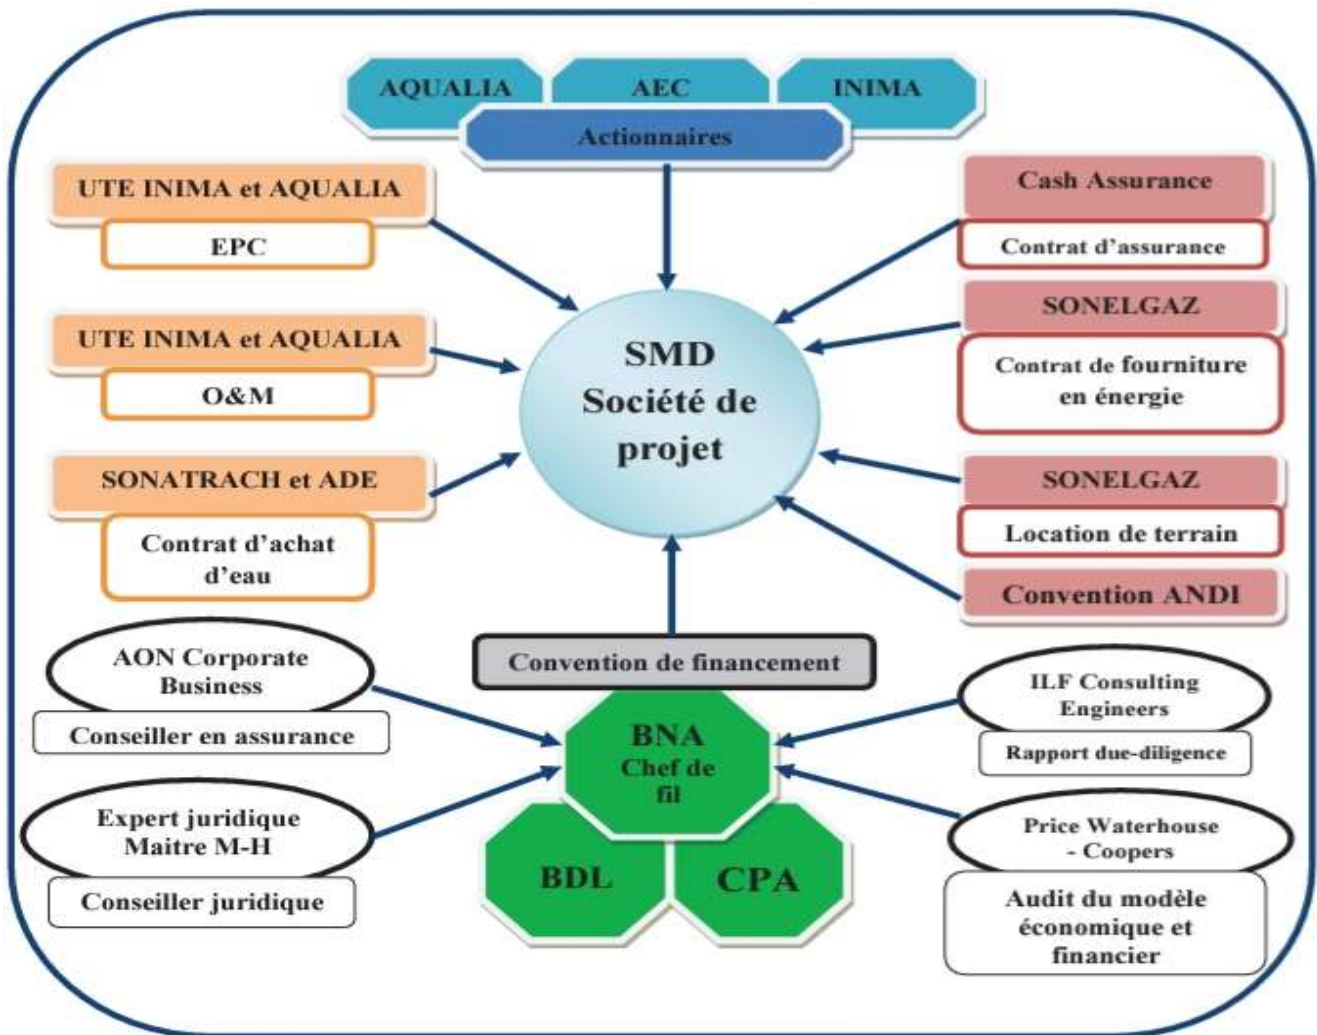 AQUALIA
AEC
INIMA
Actionnaires
UTE INIMA et AQUALIA
EPC
UTE INIMA et AQUALIA
O&M
SONATRACH et ADE
Contrat d'achat
d'eau
SMD
Société de
projet
Cash Assurance
Contrat d'assurance
SONELGAZ
Contrat de fourniture
en énergie
SONELGAZ
Location de terrain
Convention ANDI
Convention de financement
AON Corporate
Business
Conseiller en assurance
Expert juridique
Maitre M-H
Conseiller juridique
BNA
Chef de
fil
BDL
CPA
ILF Consulting
Engineers
Rapport due-diligence
Price Waterhouse
- Coopers
Audit du modèle
économique et
financier